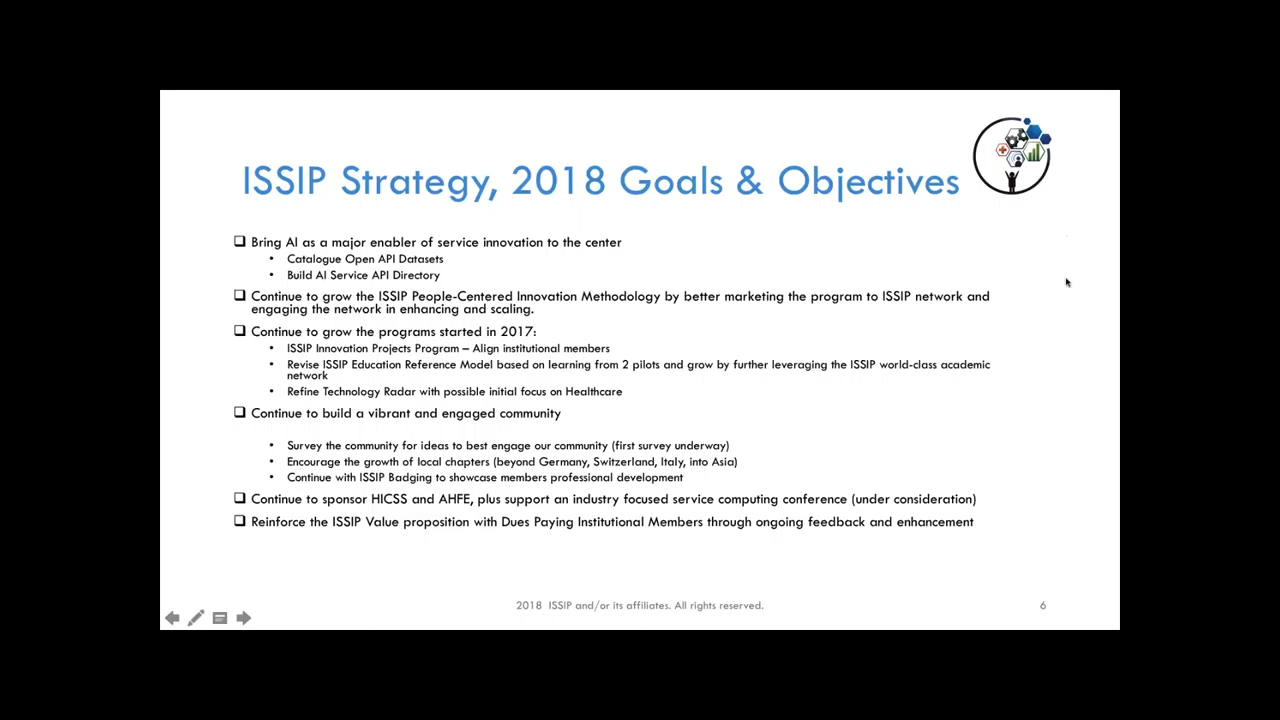 ISSIP Strategy, 2018 Goals & Objectives
❑ Bring AI as a major enabler of service innovation to the center
• Catalogue Open API Datasets
• Build AI Service API Directory
❑ Continue to grow the ISSIP People-Centered Innovation Methodology by better marketing the program to ISSIP network and
engaging the network in enhancing and scaling.
❑ Continue to grow the programs started in 2017:
• ISSIP Innovation Projects Program – Align institutional members
• Revise ISSIP Education Reference Model based on learning from 2 pilots and grow by further leveraging the ISSIP world-class academic
network
• Refine Technology Radar with possible initial focus on Healthcare
❑ Continue to build a vibrant and engaged community
• Survey the community for ideas to best engage our community (first survey underway)
• Encourage the growth of local chapters (beyond Germany, Switzerland, Italy, into Asia)
• Continue with ISSIP Badging to showcase members professional development
❑ Continue to sponsor HICSS and AHFE, plus support an industry focused service computing conference (under consideration)
❑ Reinforce the ISSIP Value proposition with Dues Paying Institutional Members through ongoing feedback and enhancement
2018 ISSIP and/or its affiliates. All rights reserved.
6